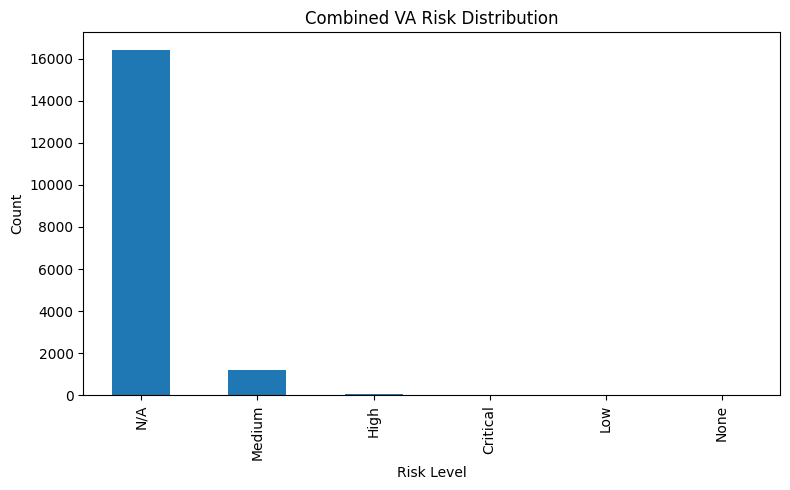 Combined VA Risk Distribution
16000
14000
12000
10000
8000
6000
4000
2000
0
Count
N/A
Medium
High
Critical
Low
None
Risk Level